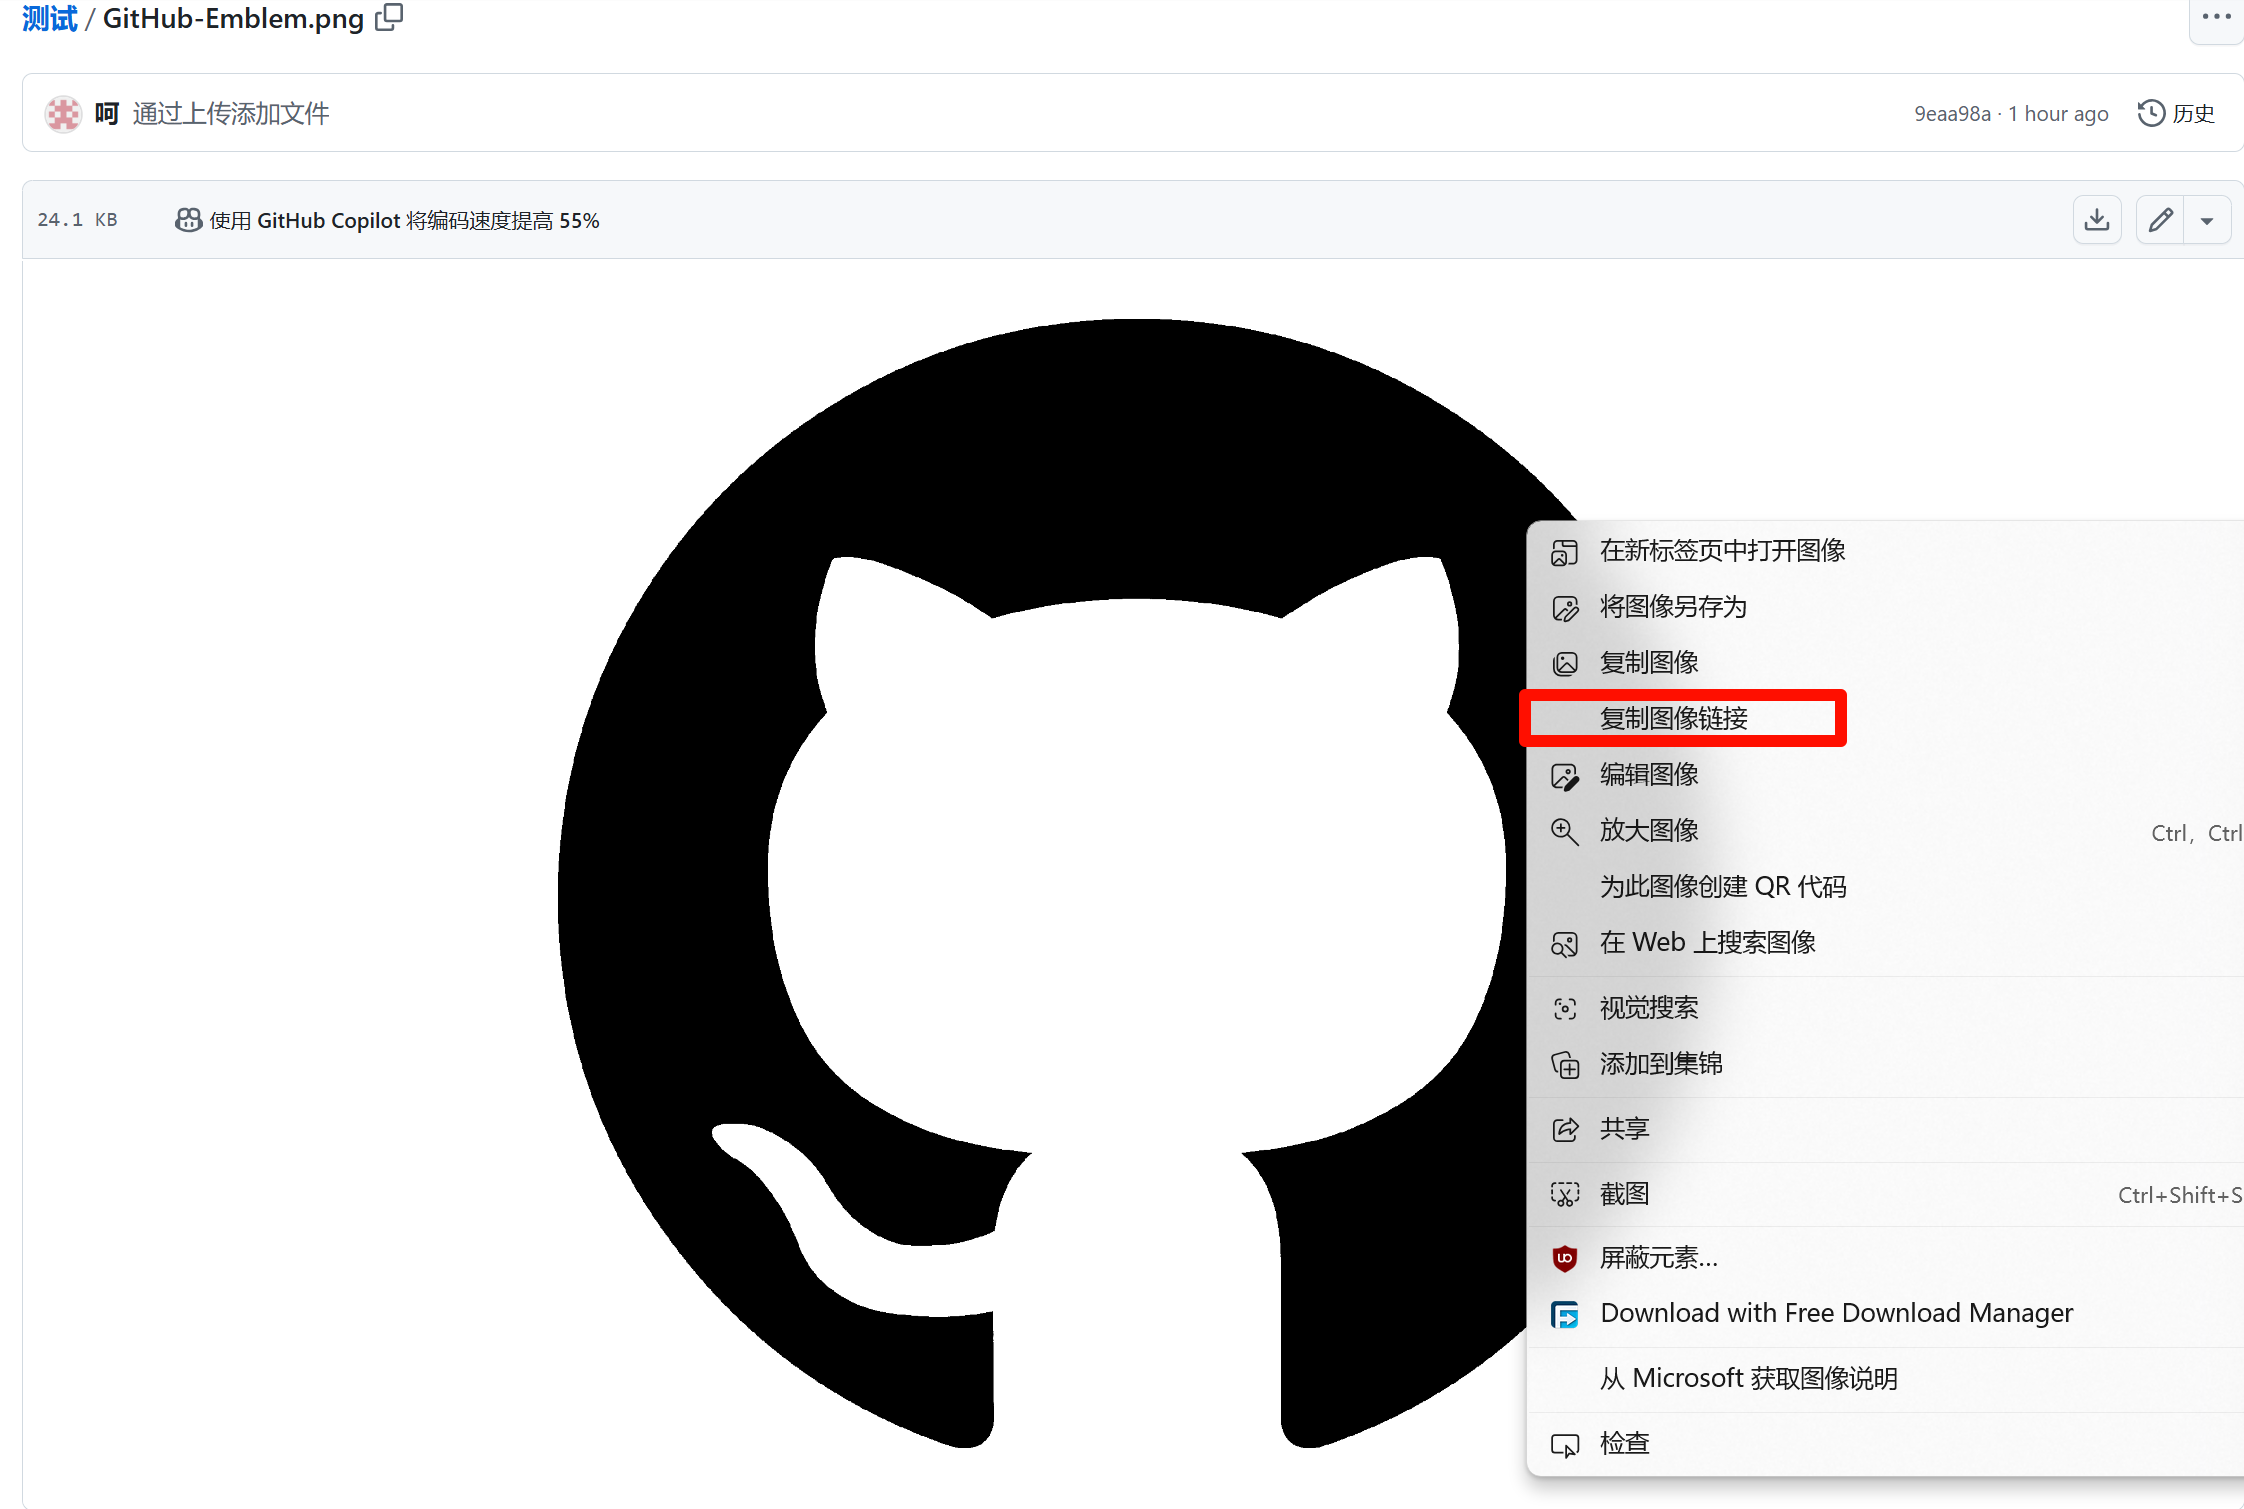 测试 / GitHub-Emblem.png
呵 通过上传添加文件
9eaa98a · 1 hour ago
历史
24.1 KB
使用 GitHub Copilot 将编码速度提高 55%
在新标签页中打开图像
将图像另存为
复制图像
复制图像链接
编辑图像
放大图像 Ctrl, Ctrl
为此图像创建 QR 代码
在 Web 上搜索图像
视觉搜索
添加到集锦
共享
截图 Ctrl+Shift+S
屏蔽元素...
Download with Free Download Manager
从 Microsoft 获取图像说明
检查